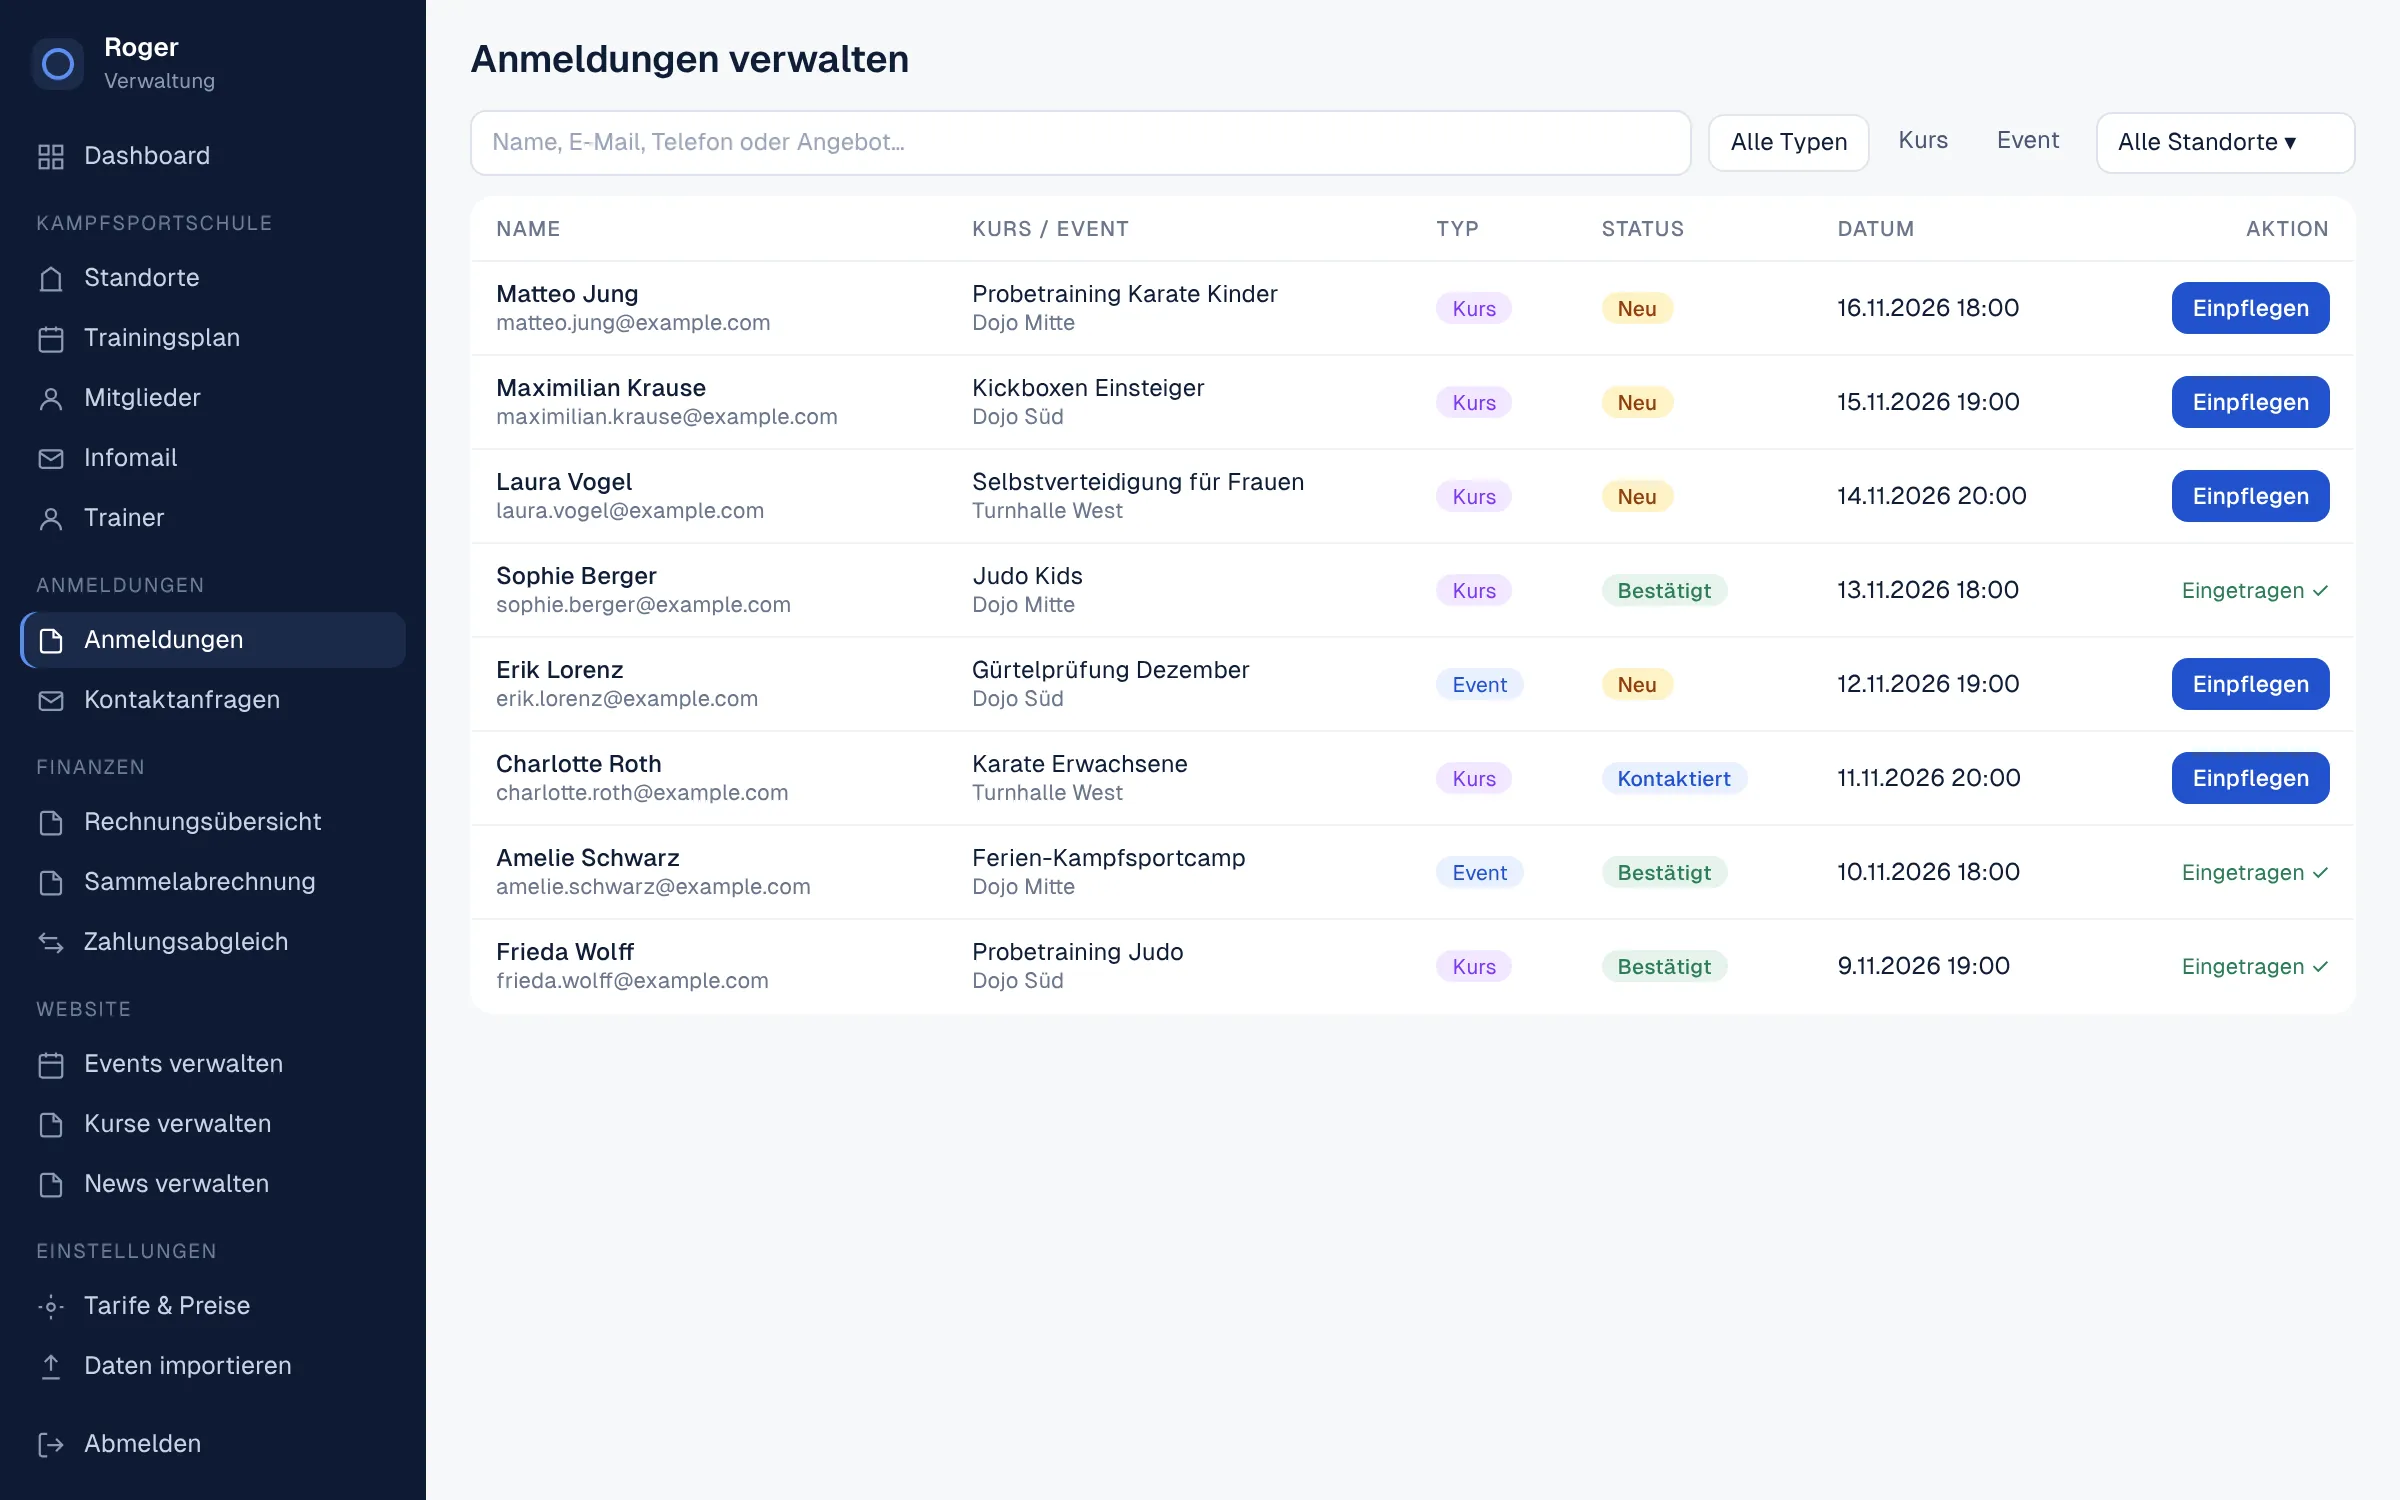 Roger
Verwaltung
Dashboard
KAMPFSPORTSCHULE
Standorte
Trainingsplan
Mitglieder
Infomail
Trainer
ANMELDUNGEN
Anmeldungen
Kontaktanfragen
FINANZEN
Rechnungsübersicht
Sammelabrechnung
Zahlungsabgleich
WEBSITE
Events verwalten
Kurse verwalten
News verwalten
EINSTELLUNGEN
Tarife & Preise
Daten importieren
Abmelden
Anmeldungen verwalten
Name, E-Mail, Telefon oder Angebot... Alle Typen Kurs Event Alle Standorte ▾
NAME KURS / EVENT TYP STATUS DATUM AKTION
Matteo Jung Probetraining Karate Kinder Kurs Neu 16.11.2026 18:00 Einpflegen
matteo.jung@example.com Dojo Mitte
Maximilian Krause Kickboxen Einsteiger Kurs Neu 15.11.2026 19:00 Einpflegen
maximilian.krause@example.com Dojo Süd
Laura Vogel Selbstverteidigung für Frauen Kurs Neu 14.11.2026 20:00 Einpflegen
laura.vogel@example.com Turnhalle West
Sophie Berger Judo Kids Kurs Bestätigt 13.11.2026 18:00 Eingetragen ✓
sophie.berger@example.com Dojo Mitte
Erik Lorenz Gürtelprüfung Dezember Event Neu 12.11.2026 19:00 Einpflegen
erik.lorenz@example.com Dojo Süd
Charlotte Roth Karate Erwachsene Kurs Kontaktiert 11.11.2026 20:00 Einpflegen
charlotte.roth@example.com Turnhalle West
Amelie Schwarz Ferien-Kampfsportcamp Event Bestätigt 10.11.2026 18:00 Eingetragen ✓
amelie.schwarz@example.com Dojo Mitte
Frieda Wolff Probetraining Judo Kurs Bestätigt 9.11.2026 19:00 Eingetragen ✓
frieda.wolff@example.com Dojo Süd